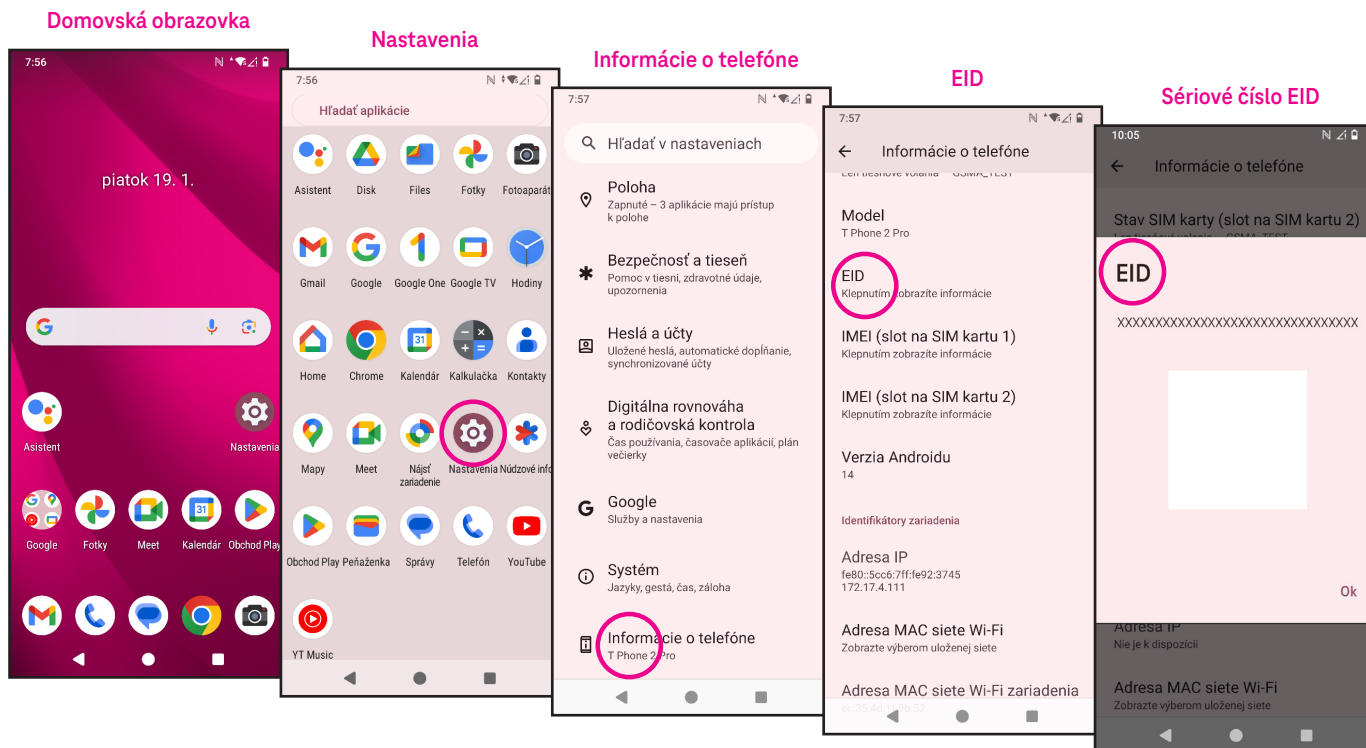 Domovská obrazovka
7:56
piatok 19. 1.
Asistent
Nastavenia
Google Fotky Meet Kalendár Obchod Play
Nastavenia
7:56
Hľadať aplikácie
Asistent Disk Files Fotky Fotoaparát
Gmail Google Google One Google TV Hodiny
Home Chrome Kalendár Kalkulačka Kontakty
Mapy Meet Nájsť Nastavenia Núdzové info
zariadenie
Obchod Play Peňaženka Správy Telefón YouTube
YT Music
Informácie o telefóne
7:57
Hľadať v nastaveniach
Poloha
Zapnuté – 3 aplikácie majú prístup
k polohe
Bezpečnosť a tieseň
Pomoc v tiesni, zdravotné údaje,
upozornenia
Heslá a účty
Uložené heslá, automatické dopĺňanie,
synchronizované účty
Digitálna rovnováha
a rodičovská kontrola
Čas používania, časovače aplikácií, plán
večierky
Google
Služby a nastavenia
Systém
Jazyky, gestá, čas, záloha
Informácie o telefóne
T Phone 2 Pro
EID
7:57
Informácie o telefóne
Len tiesňové volania GSMA_TEST
Model
T Phone 2 Pro
EID
Klepnutím zobrazíte informácie
IMEI (slot na SIM kartu 1)
Klepnutím zobrazíte informácie
IMEI (slot na SIM kartu 2)
Klepnutím zobrazíte informácie
Verzia Androidu
14
Identifikátory zariadenia
Adresa IP
fe80::5cc6:7ff:fe92:3745
172.17.4.111
Adresa MAC siete Wi-Fi
Zobrazte výberom uloženej siete
Adresa MAC siete Wi-Fi zariadenia
Sériové číslo EID
10:05
Informácie o telefóne
Stav SIM karty (slot na SIM kartu 2)
Len tiesňové volania GSMA_TEST
EID
XXXXXXXXXXXXXXXXXXXXXXXXXXXXXXXX
Ok
Adresa IP
Nie je k dispozícii
Adresa MAC siete Wi-Fi
Zobrazte výberom uloženej siete